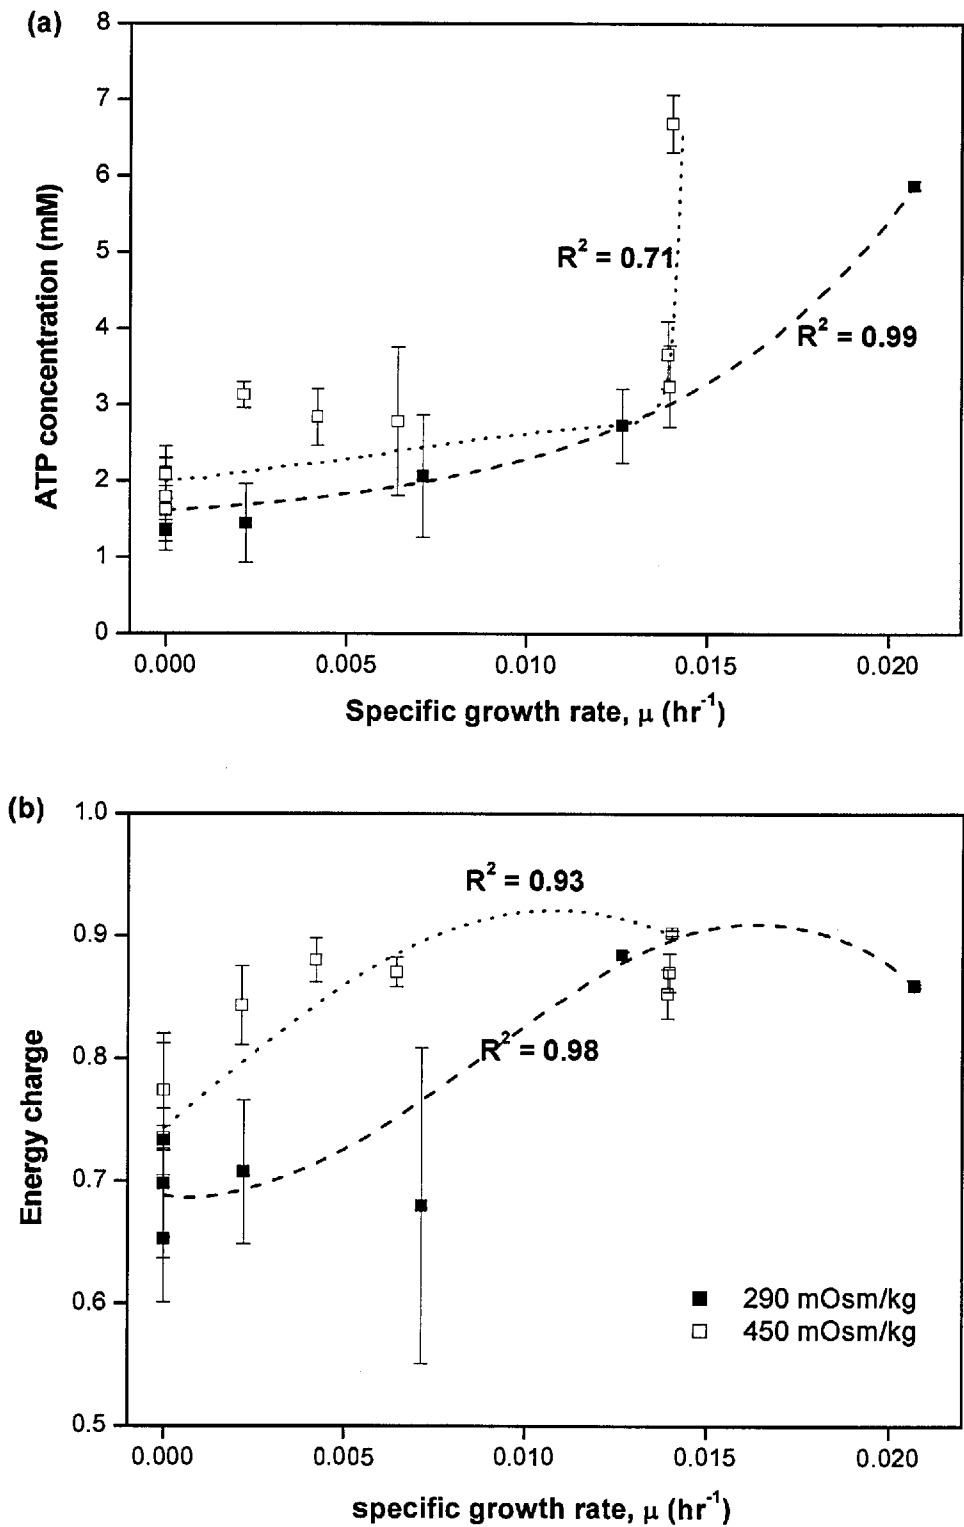 (a)
8
7
6
5
4
3
2
1
0
ATP concentration (mM)
R² = 0.71
R² = 0.99
0.000 0.005 0.010 0.015 0.020
Specific growth rate, μ (hr⁻¹)
(b)
1.0
0.9
0.8
0.7
0.6
0.5
Energy charge
R² = 0.93
R² = 0.98
290 mOsm/kg
450 mOsm/kg
0.000 0.005 0.010 0.015 0.020
specific growth rate, μ (hr⁻¹)